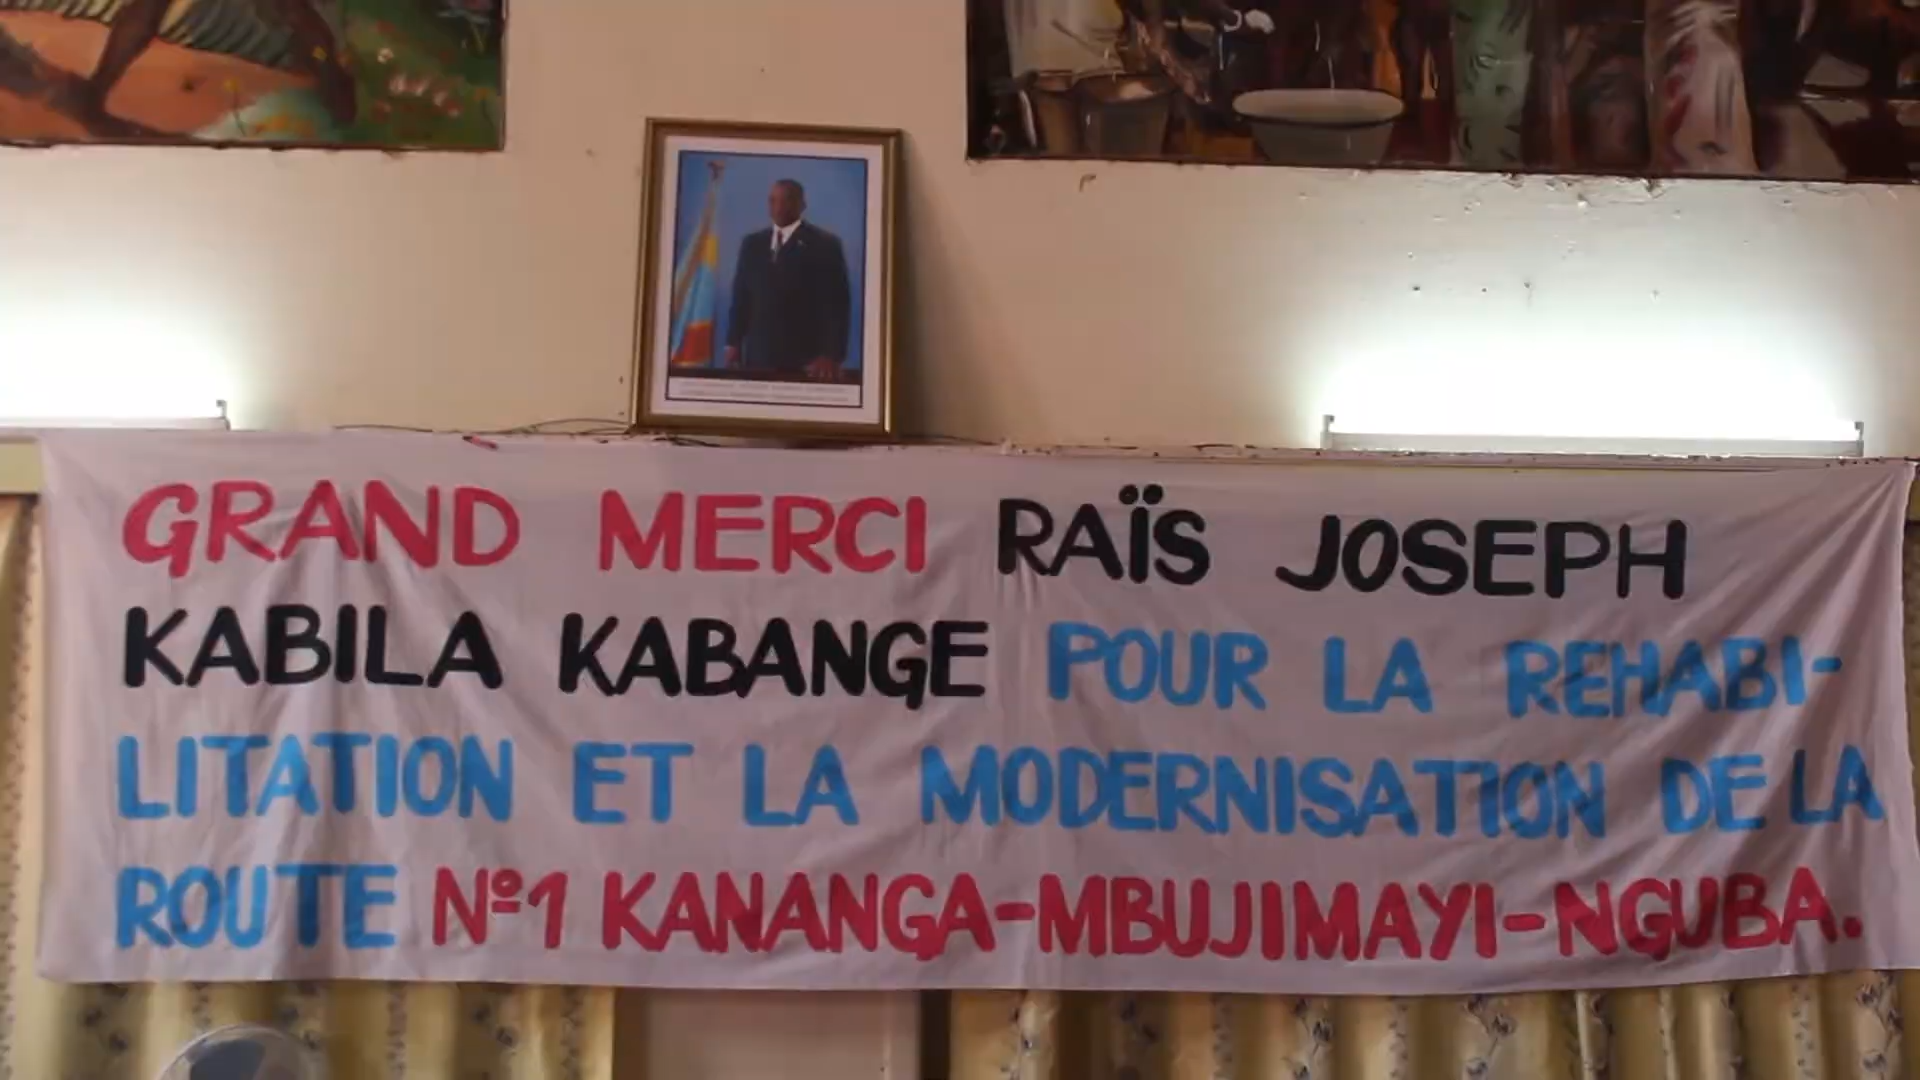 GRAND MERCI RAÏS JOSEPH
KABILA KABANGE POUR LA REHABI-
LITATION ET LA MODERNISATION DE LA
ROUTE Nº1 KANANGA-MBUJIMAYI-NGUBA.